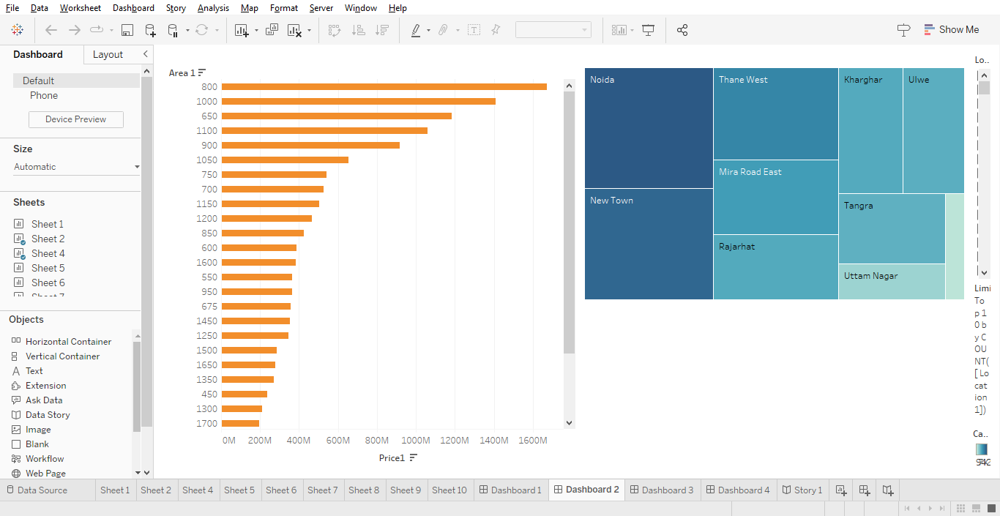 File Data Worksheet Dashboard Story Analysis Map Format Server Window Help
Show Me
Dashboard Layout
Default
Phone
Device Preview
Size
Automatic
Sheets
Sheet 1
Sheet 2
Sheet 4
Sheet 5
Sheet 6
Sheet 7
Objects
Horizontal Container
Vertical Container
Text
Extension
Ask Data
Data Story
Image
Blank
Workflow
Web Page
Area 1
800
1000
650
1100
900
1050
750
700
1150
1200
850
600
1600
550
950
675
1450
1250
1500
1650
1350
450
1300
1700
0M 200M 400M 600M 800M 1000M 1200M 1400M 1600M
Price1
Noida
New Town
Thane West
Mira Road East
Rajarhat
Kharghar
Ulwe
Tangra
Uttam Nagar
Lo..
Limi
To
p 1
0 b
y C
OU
NT(
[Lo
cat
ion
1])
Ca..
Data Source Sheet 1 Sheet 2 Sheet 4 Sheet 5 Sheet 6 Sheet 7 Sheet 8 Sheet 9 Sheet 10 Dashboard 1 Dashboard 2 Dashboard 3 Dashboard 4 Story 1